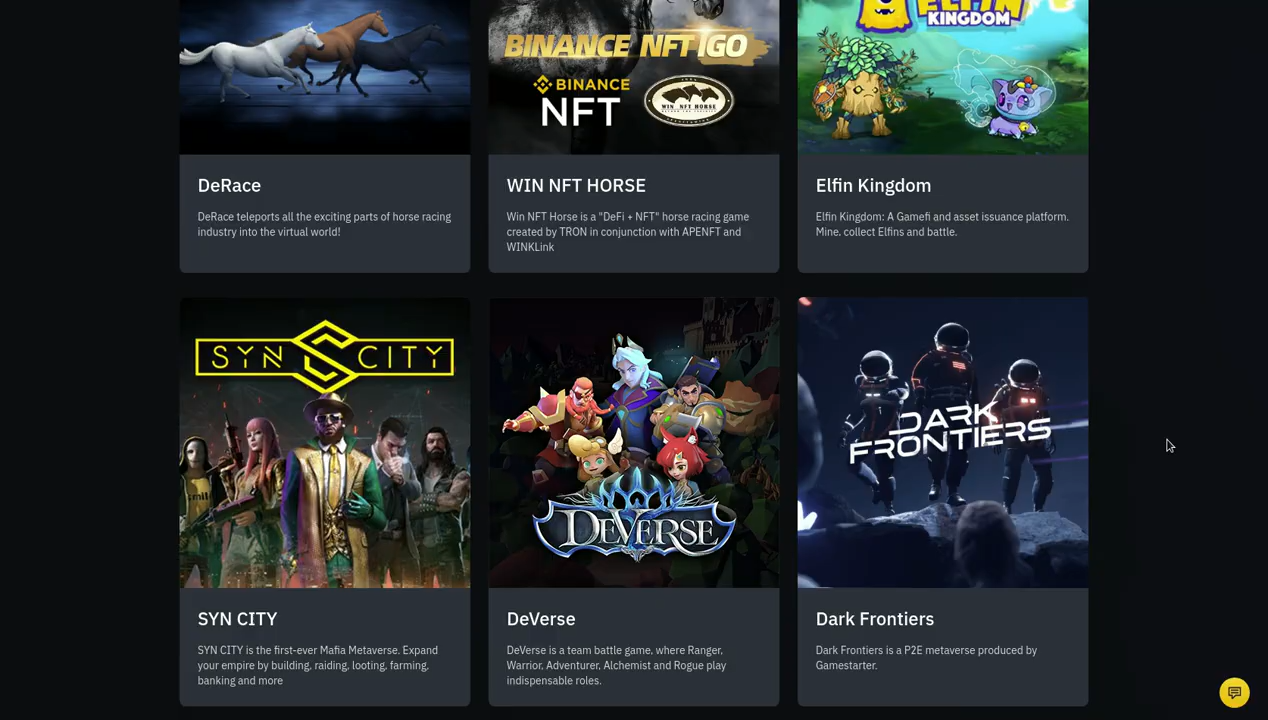 BINANCE NFT IGO
BINANCE
NFT
WIN NFT HORSE
KINGDOM
DeRace
DeRace teleports all the exciting parts of horse racing
industry into the virtual world!
WIN NFT HORSE
Win NFT Horse is a "DeFi + NFT" horse racing game
created by TRON in conjunction with APENFT and
WINKLink
Elfin Kingdom
Elfin Kingdom: A Gamefi and asset issuance platform.
Mine, collect Elfins and battle.
SYN CITY
smil
DEVERSE
DARK
FRONTIERS
SYN CITY
SYN CITY is the first-ever Mafia Metaverse. Expand
your empire by building, raiding, looting, farming,
banking and more
DeVerse
DeVerse is a team battle game, where Ranger,
Warrior, Adventurer, Alchemist and Rogue play
indispensable roles.
Dark Frontiers
Dark Frontiers is a P2E metaverse produced by
Gamestarter.